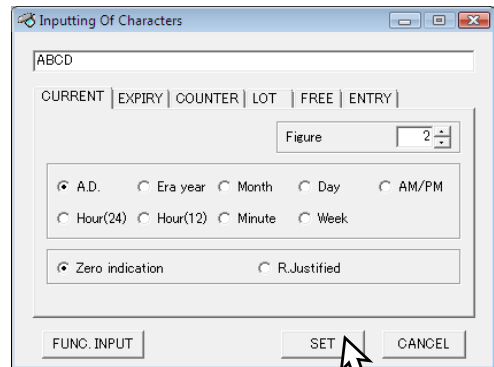 Inputting Of Characters
ABCD
CURRENT EXPIRY COUNTER LOT FREE ENTRY
Figure 2
A.D. Era year Month Day AM/PM
Hour(24) Hour(12) Minute Week
Zero indication R.Justified
FUNC.INPUT SET CANCEL